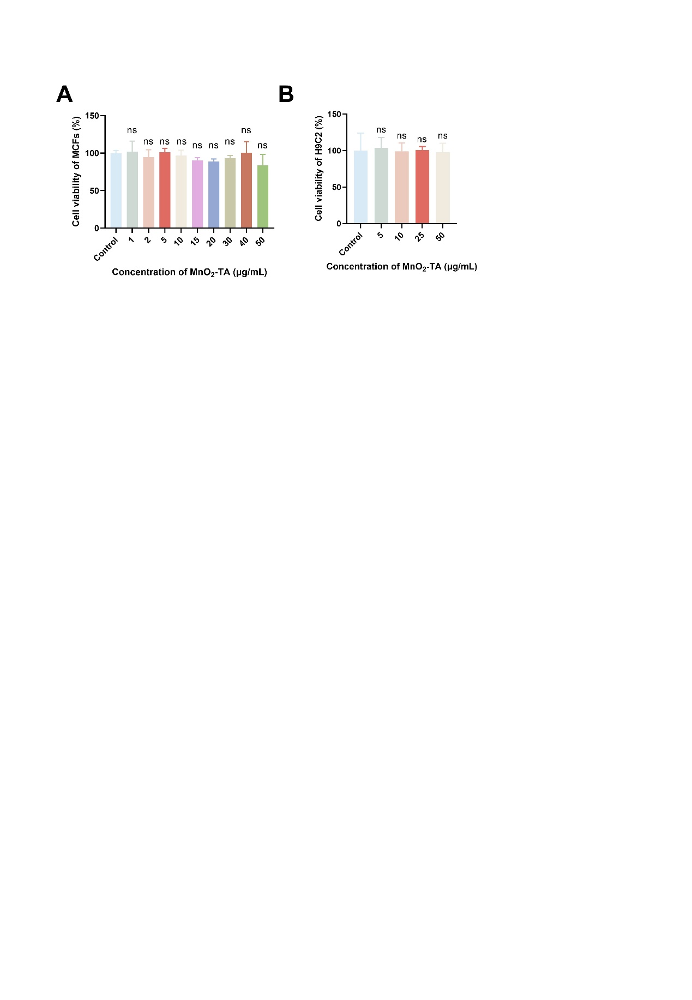 A
Cell viability of MCFs (%)
150
100
50
0
ns
ns
ns
ns
ns
ns
ns
ns
ns
Control
1
2
5
10
15
20
30
40
50
Concentration of MnO₂-TA (μg/mL)
B
Cell viability of H9C2 (%)
150
100
50
0
ns
ns
ns
ns
Control
5
10
25
50
Concentration of MnO₂-TA (μg/mL)